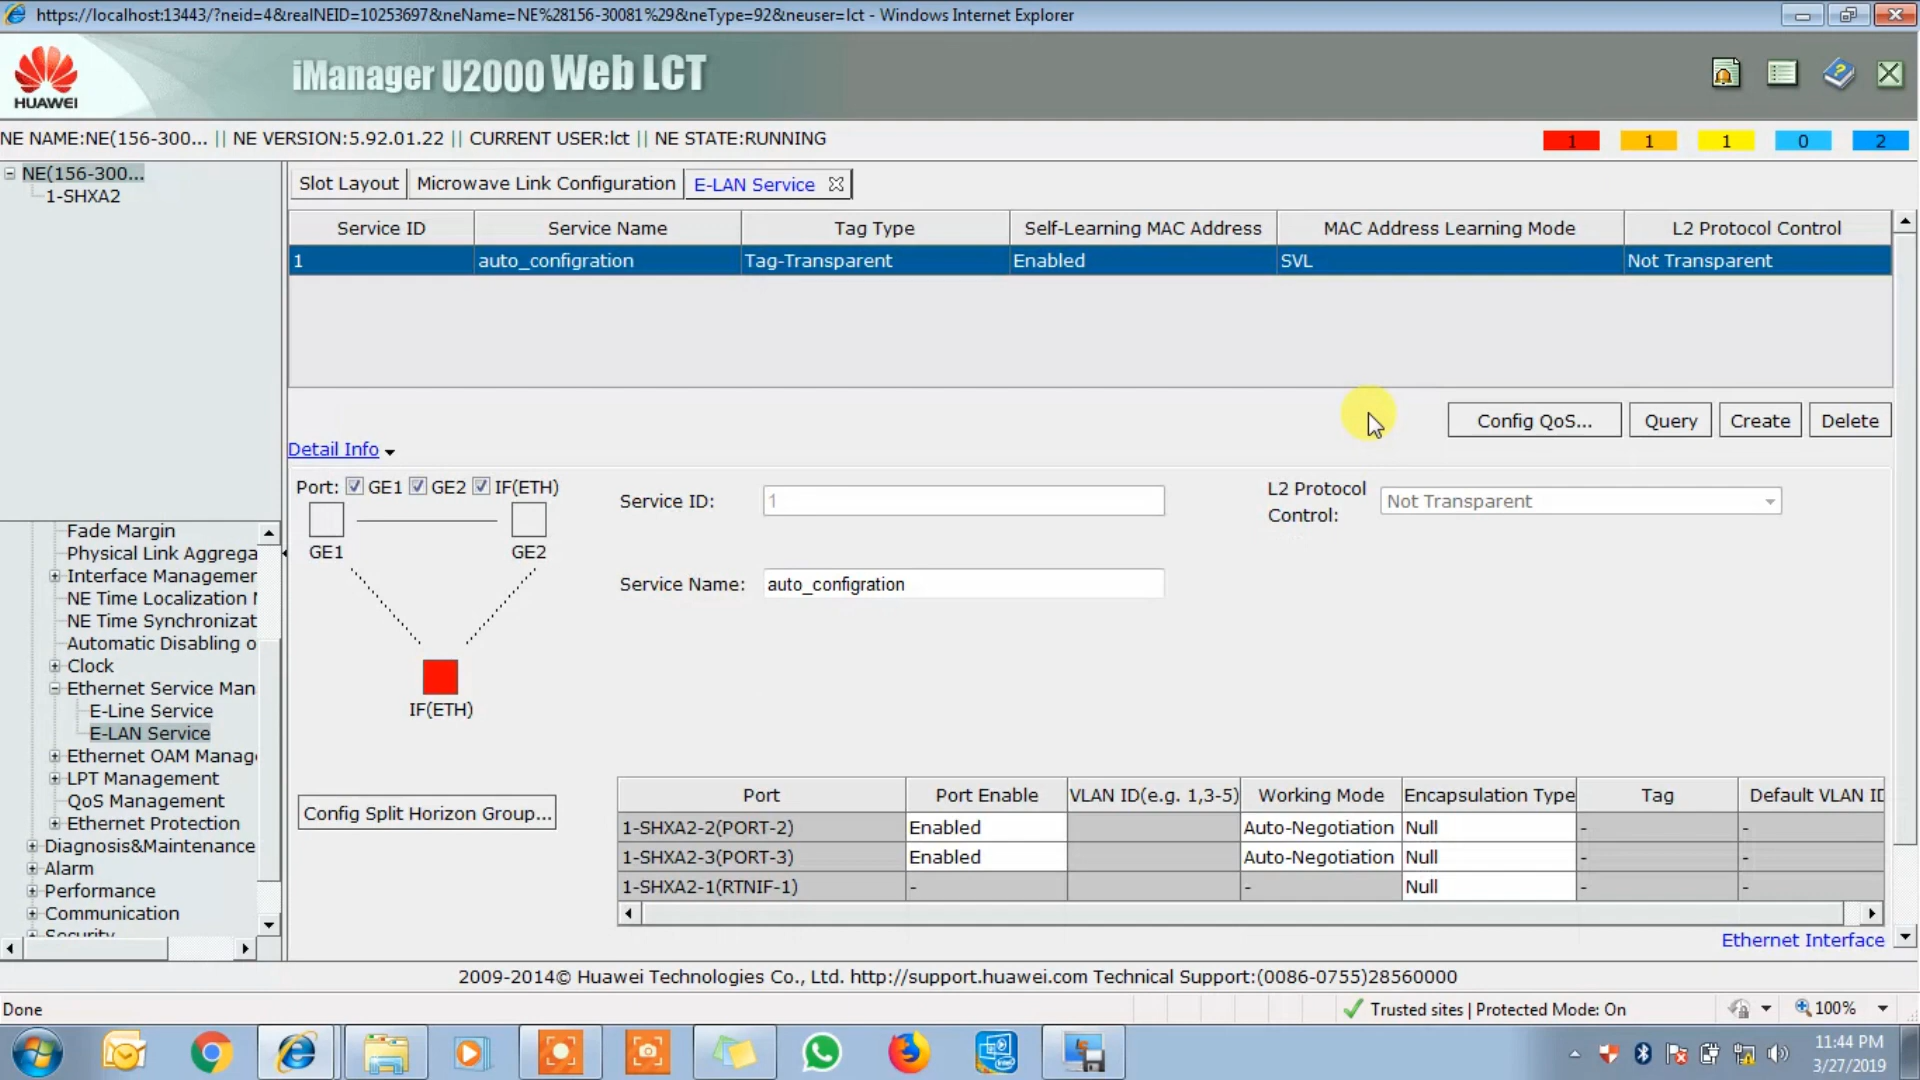 https://localhost:13443/?neid=4&realNEID=10253697&neName=NE%28156-30081%29&neType=92&neuser=lct - Windows Internet Explorer
HUAWEI
iManager U2000 Web LCT
NE NAME:NE(156-300... || NE VERSION:5.92.01.22 || CURRENT USER:lct || NE STATE:RUNNING
1 1 1 0 2
NE(156-300...
1-SHXA2
Slot Layout Microwave Link Configuration E-LAN Service
Service ID Service Name Tag Type Self-Learning MAC Address MAC Address Learning Mode L2 Protocol Control
1 auto_configration Tag-Transparent Enabled SVL Not Transparent
Config QoS... Query Create Delete
Detail Info
Port: GE1 GE2 IF(ETH)
GE1 GE2
IF(ETH)
Service ID: 1
L2 Protocol
Control: Not Transparent
Service Name: auto_configration
Config Split Horizon Group...
Port Port Enable VLAN ID(e.g. 1,3-5) Working Mode Encapsulation Type Tag Default VLAN ID
1-SHXA2-2(PORT-2) Enabled Auto-Negotiation Null - -
1-SHXA2-3(PORT-3) Enabled Auto-Negotiation Null - -
1-SHXA2-1(RTNIF-1) - - Null - -
Ethernet Interface
Fade Margin
Physical Link Aggrega
Interface Managemer
NE Time Localization
NE Time Synchronizat
Automatic Disabling o
Clock
Ethernet Service Man
E-Line Service
E-LAN Service
Ethernet OAM Manag
LPT Management
QoS Management
Ethernet Protection
Diagnosis&Maintenance
Alarm
Performance
Communication
Security
2009-2014© Huawei Technologies Co., Ltd. http://support.huawei.com Technical Support:(0086-0755)28560000
Done
Trusted sites | Protected Mode: On
100%
11:44 PM
3/27/2019